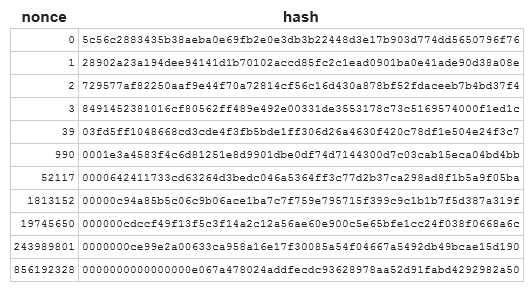 nonce hash
0 5c56c2883435b38aeba0e69fb2e0e3db3b22448d3e17b903d774dd5650796f76
1 28902a23a194dee94141d1b70102accd85fc2c1ead0901ba0e41ade90d38a08e
2 729577af82250aaf9e44f70a72814cf56c16d430a878bf52fdaceeb7b4bd37f4
3 8491452381016cf80562ff489e492e00331de3553178c73c5169574000f1ed1c
39 03fd5ff1048668cd3cde4f3fb5bde1ff306d26a4630f420c78df1e504e24f3c7
990 0001e3a4583f4c6d81251e8d9901dbe0df74d7144300d7c03cab15eca04bd4bb
52117 0000642411733cd63264d3bedc046a5364ff3c77d2b37ca298ad8f1b5a9f05ba
1813152 00000c94a85b5c06c9b06ace1ba7c7f759e795715f399c9c1b1b7f5d387a319f
19745650 000000cdccf49f13f5c3f14a2c12a56ae60e900c5e65bfe1cc24f038f0668a6c
243989801 0000000ce99e2a00633ca958a16e17f30085a54f04667a5492db49bcae15d190
856192328 0000000000000000e067a478024addfecdc93628978aa52d91fabd4292982a50